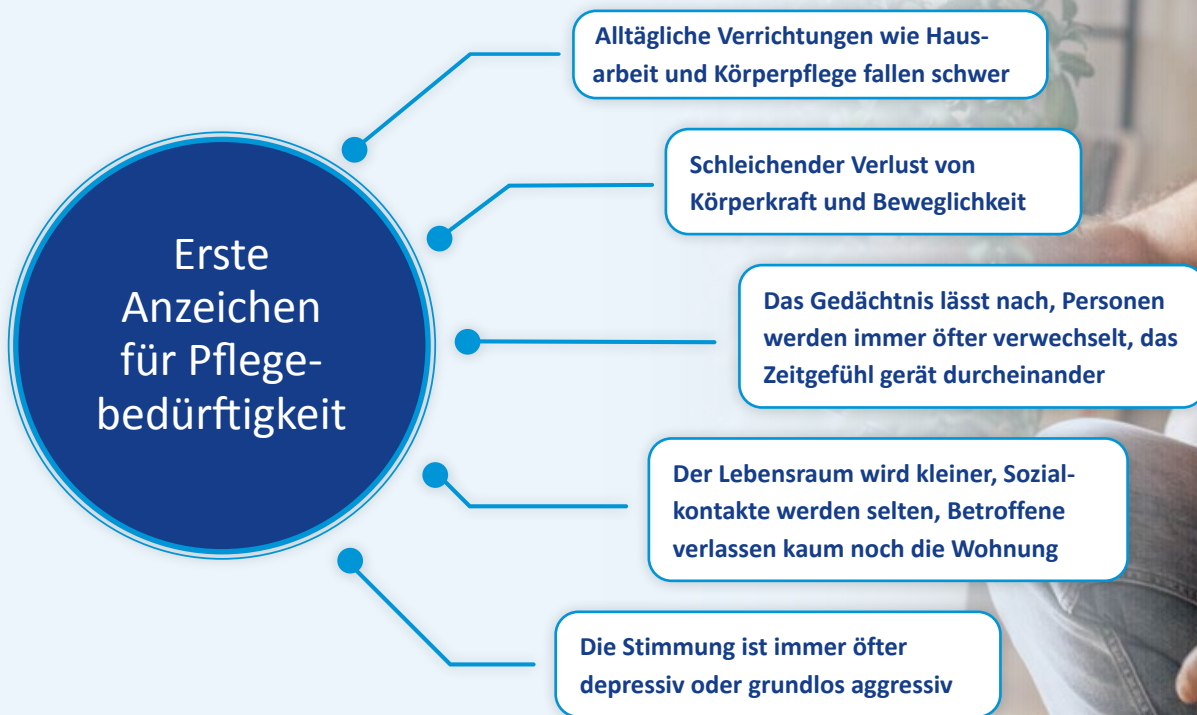 Erste
Anzeichen
für Pflege-
bedürftigkeit
Alltägliche Verrichtungen wie Haus-
arbeit und Körperpflege fallen schwer
Schleichender Verlust von
Körperkraft und Beweglichkeit
Das Gedächtnis lässt nach, Personen
werden immer öfter verwechselt, das
Zeitgefühl gerät durcheinander
Der Lebensraum wird kleiner, Sozial-
kontakte werden selten, Betroffene
verlassen kaum noch die Wohnung
Die Stimmung ist immer öfter
depressiv oder grundlos aggressiv